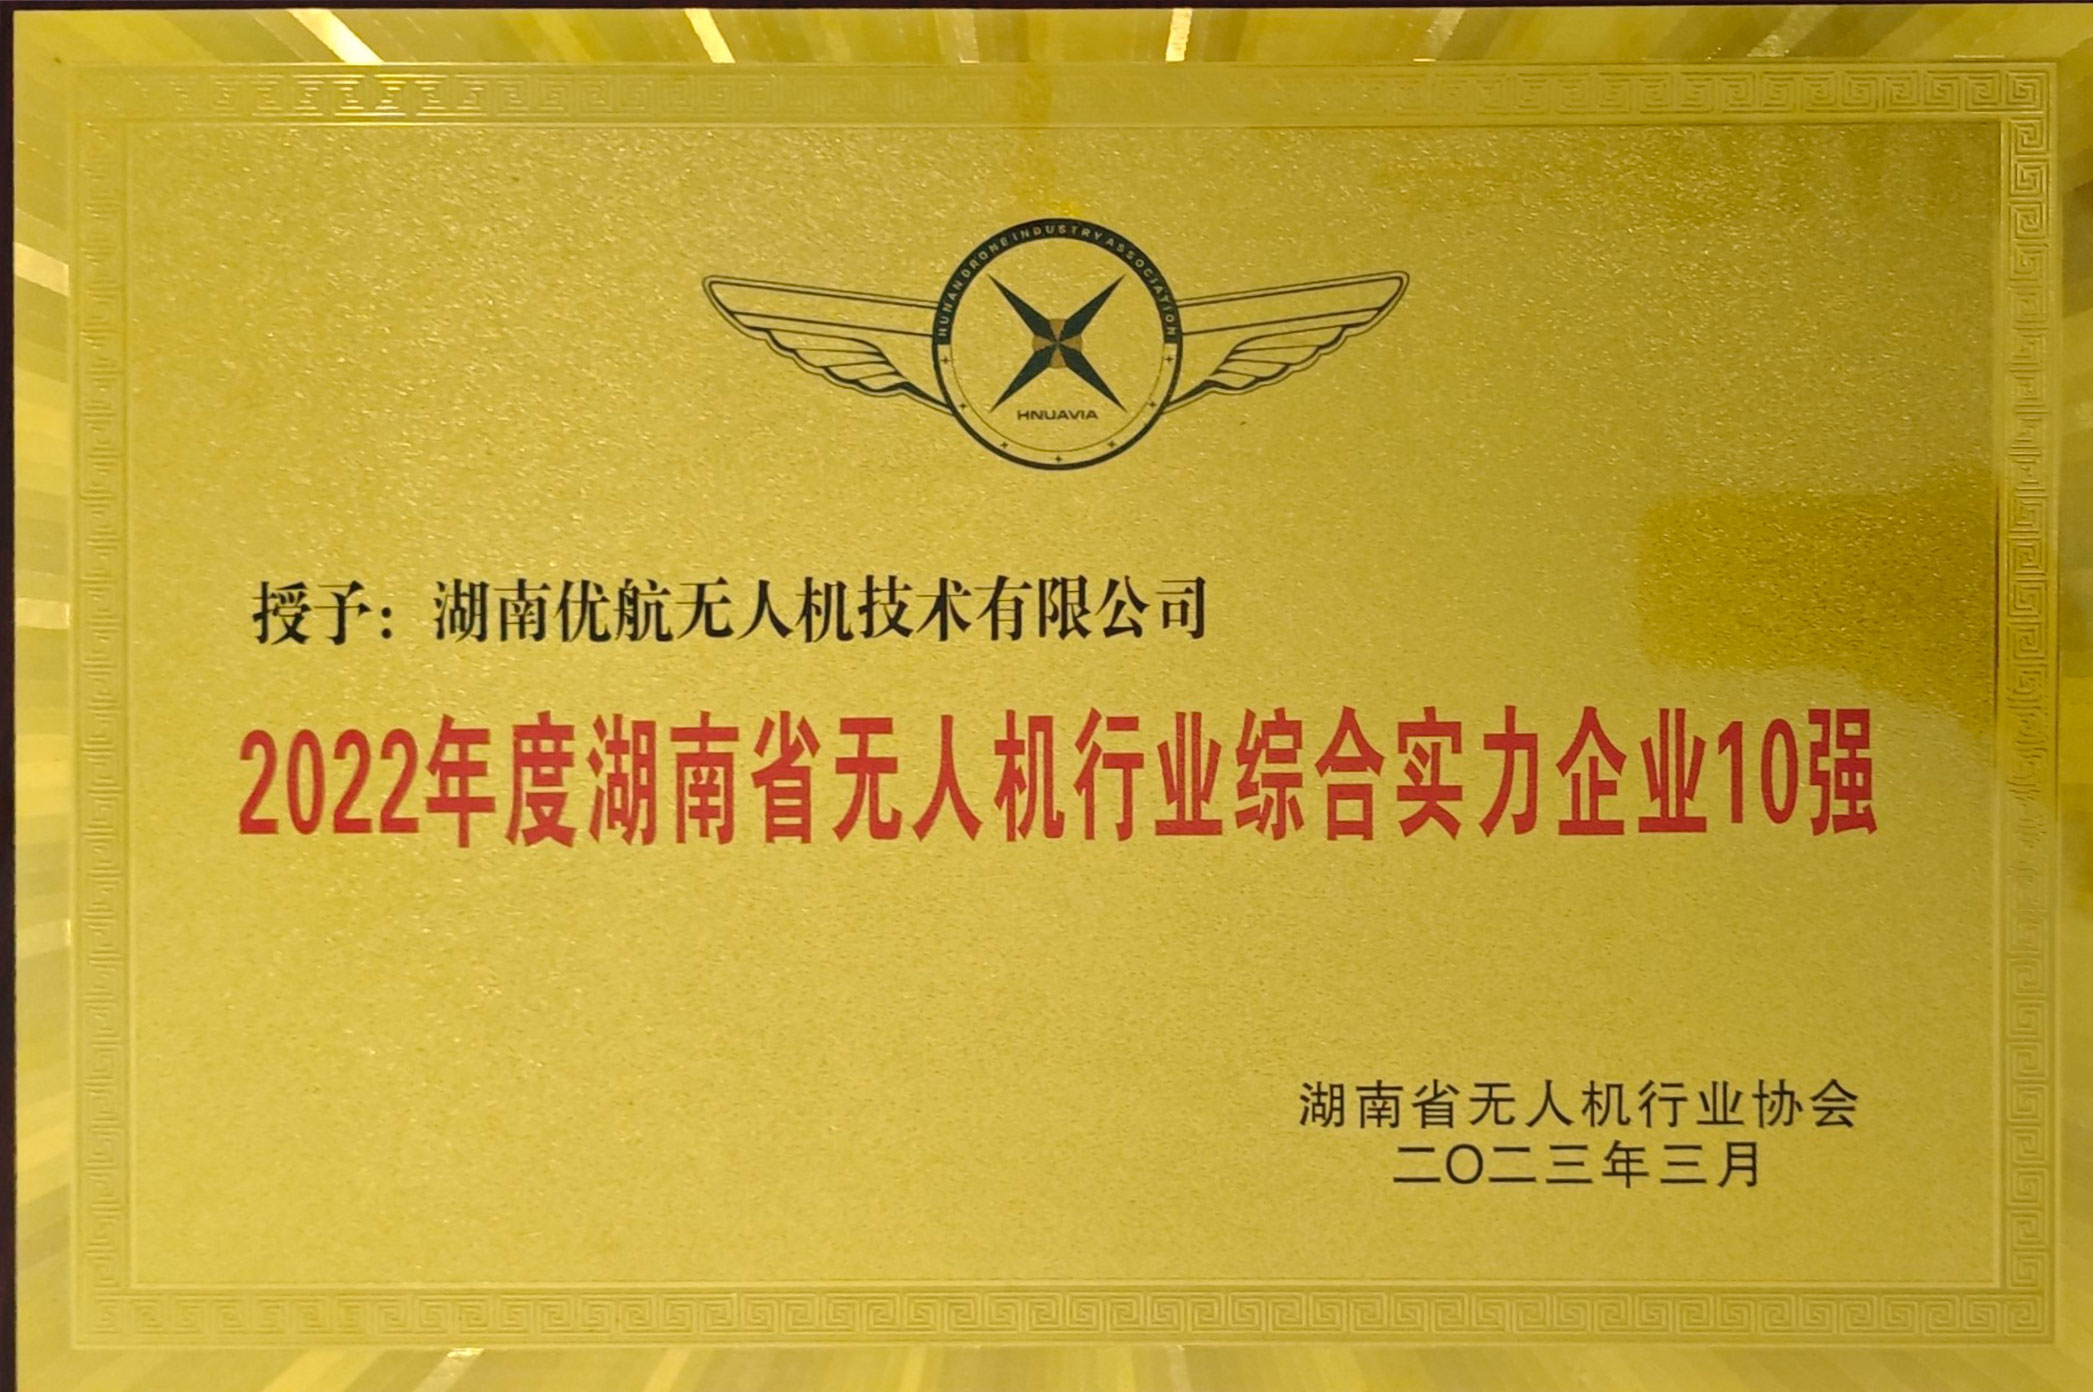 HUNAN DRONE INDUSTRY ASSOCIATION
HNUAVIA
授予：湖南优航无人机技术有限公司
2022年度湖南省无人机行业综合实力企业10强
湖南省无人机行业协会
二〇二三年三月